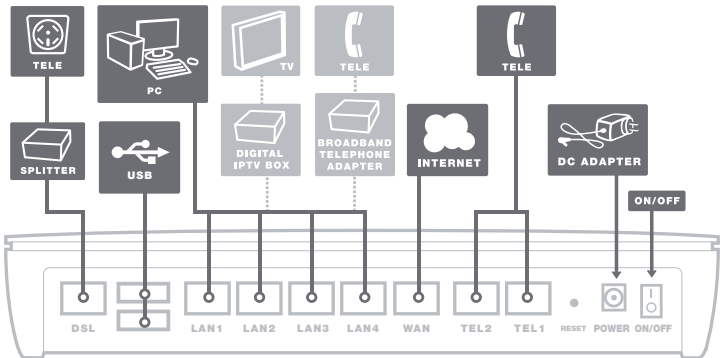 TELE
PC
TV
TELE
TELE
SPLITTER
USB
DIGITAL
IPTV BOX
BROADBAND
TELEPHONE
ADAPTER
INTERNET
DC ADAPTER
ON/OFF
DSL
LAN1
LAN2
LAN3
LAN4
WAN
TEL2
TEL1
RESET
POWER
ON/OFF